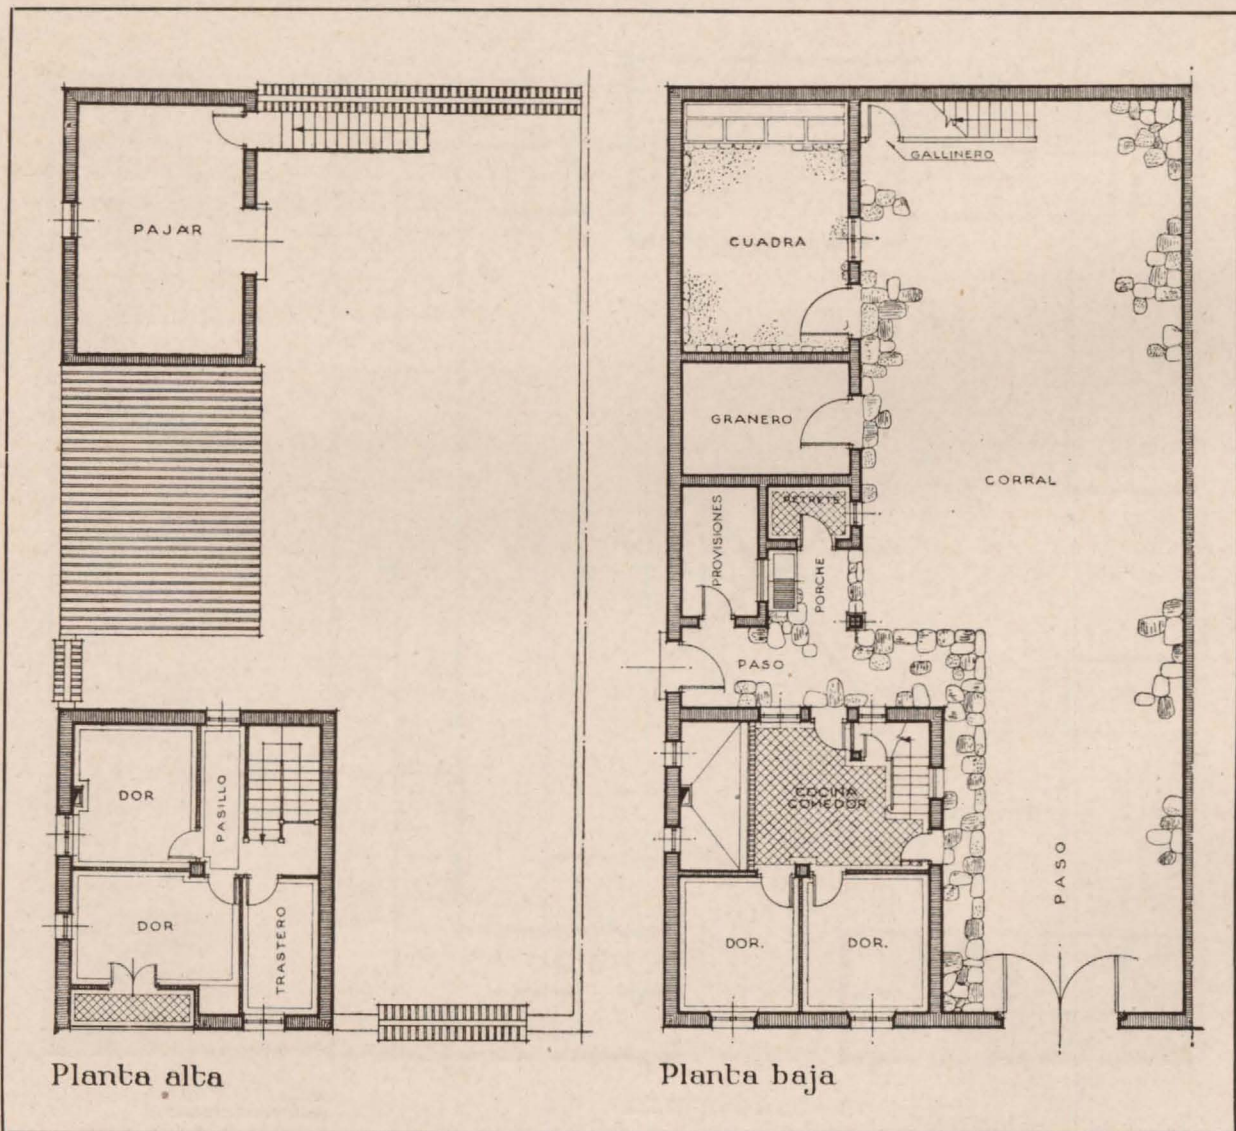 PAJAR
DOR
PASILLO
DOR
TRASTERO
Planta alta
GALLINERO
CUADRA
GRANERO
CORRAL
RETRETE
PROVISIONES
PORCHE
PASO
COCINA
COMEDOR
PASO
DOR.
DOR.
Planta baja